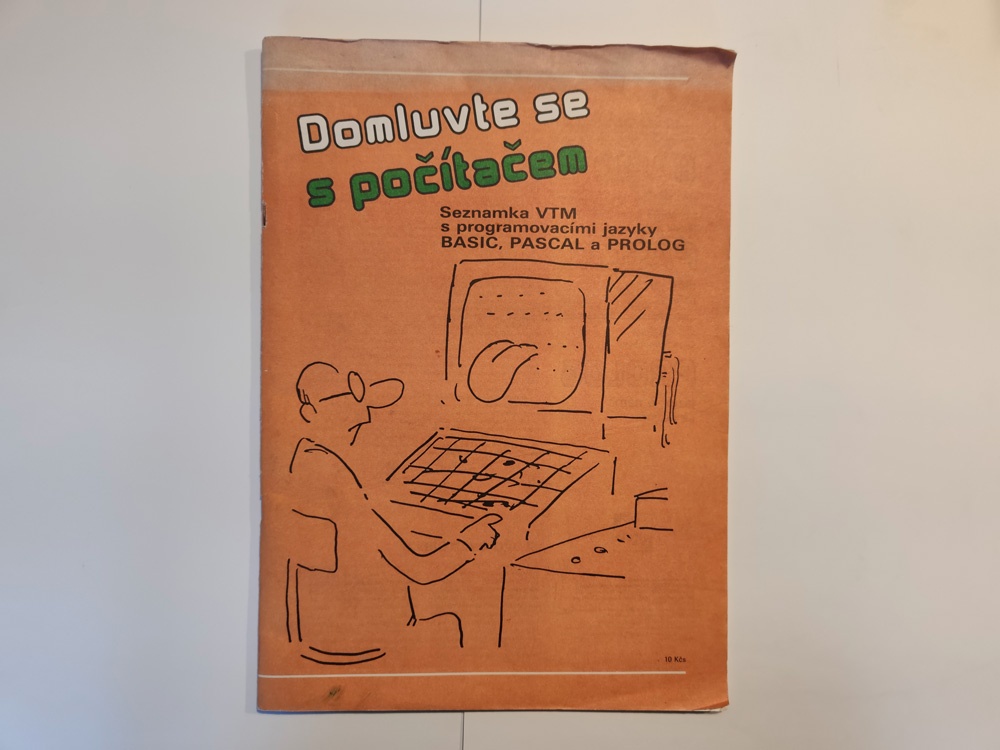 Domluvte se
s počítačem
Seznamka VTM
s programovacími jazyky
BASIC, PASCAL a PROLOG
10 Kčs